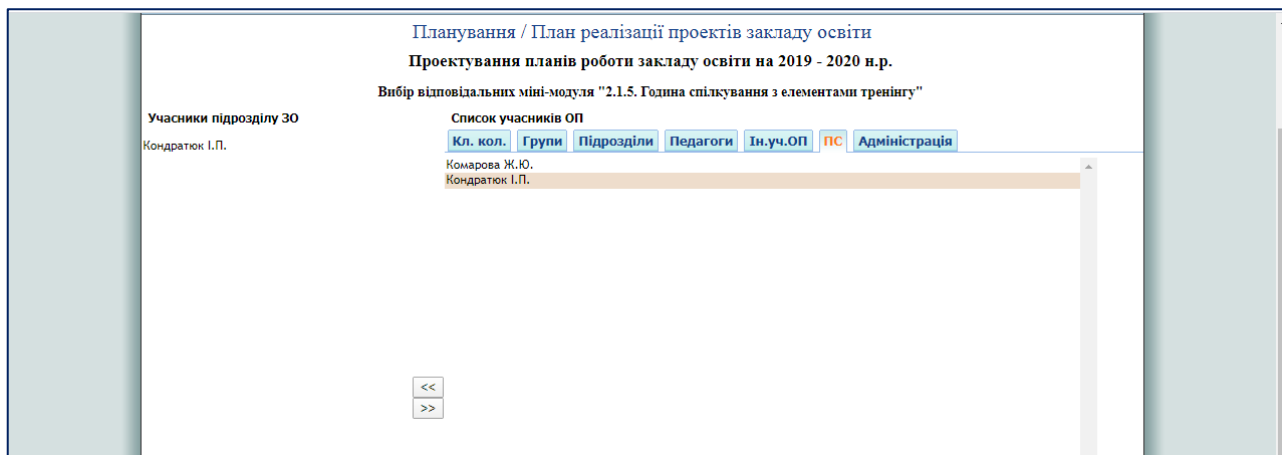 Планування / План реалізації проектів закладу освіти
Проектування планів роботи закладу освіти на 2019 - 2020 н.р.
Вибір відповідальних міні-модуля "2.1.5. Година спілкування з елементами тренінгу"
Учасники підрозділу ЗО
Кондратюк І.П.
Список учасників ОП
Кл. кол. Групи Підрозділи Педагоги Ін.уч.ОП ПС Адміністрація
Комарова Ж.Ю.
Кондратюк І.П.
<<
>>